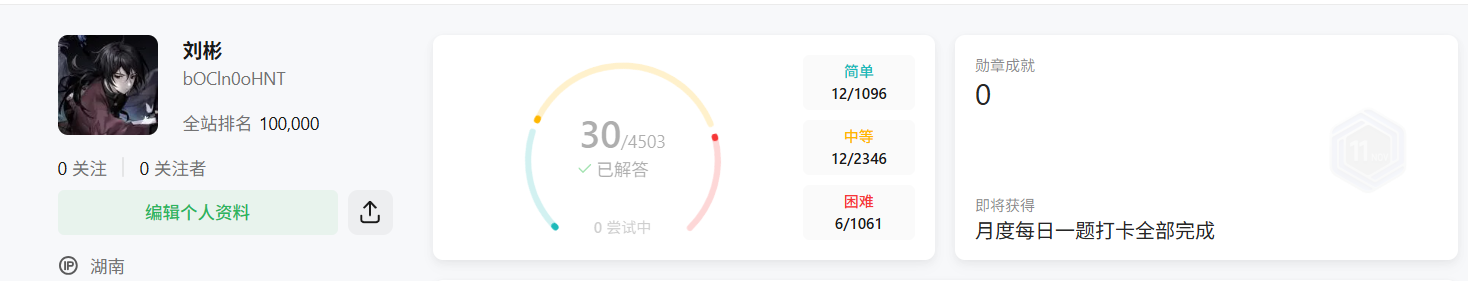 刘彬
bOCln0oHNT
全站排名 100,000
0 关注
0 关注者
编辑个人资料
IP 湖南
30/4503
已解答
0 尝试中
简单
12/1096
中等
12/2346
困难
6/1061
勋章成就
0
11
即将获得
月度每日一题打卡全部完成